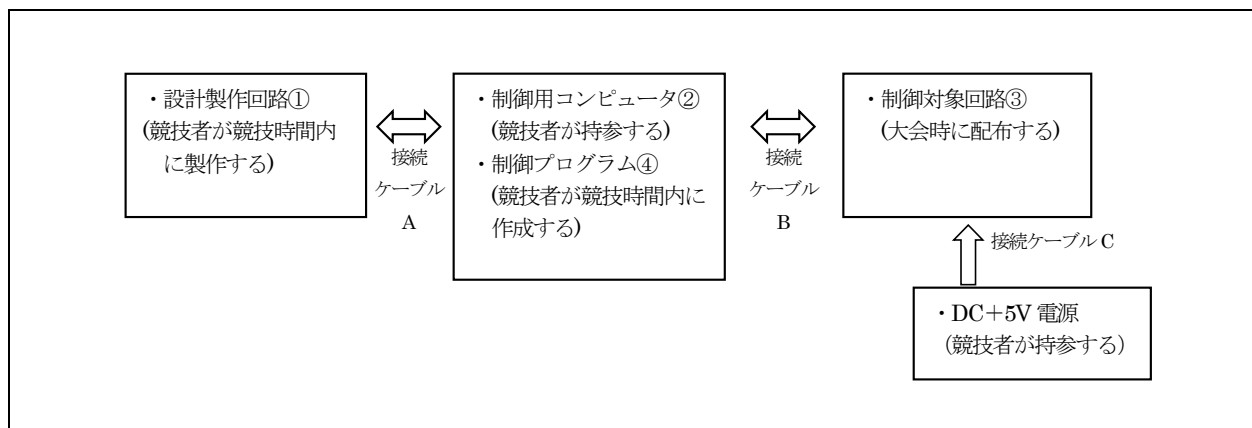 ・設計製作回路①
(競技者が競技時間内
に製作する)
接続
ケーブル
A
・制御用コンピュータ②
(競技者が持参する)
・制御プログラム④
(競技者が競技時間内に
作成する)
接続
ケーブル
B
・制御対象回路③
(大会時に配布する)
接続ケーブル C
・DC＋5V 電源
（競技者が持参する）